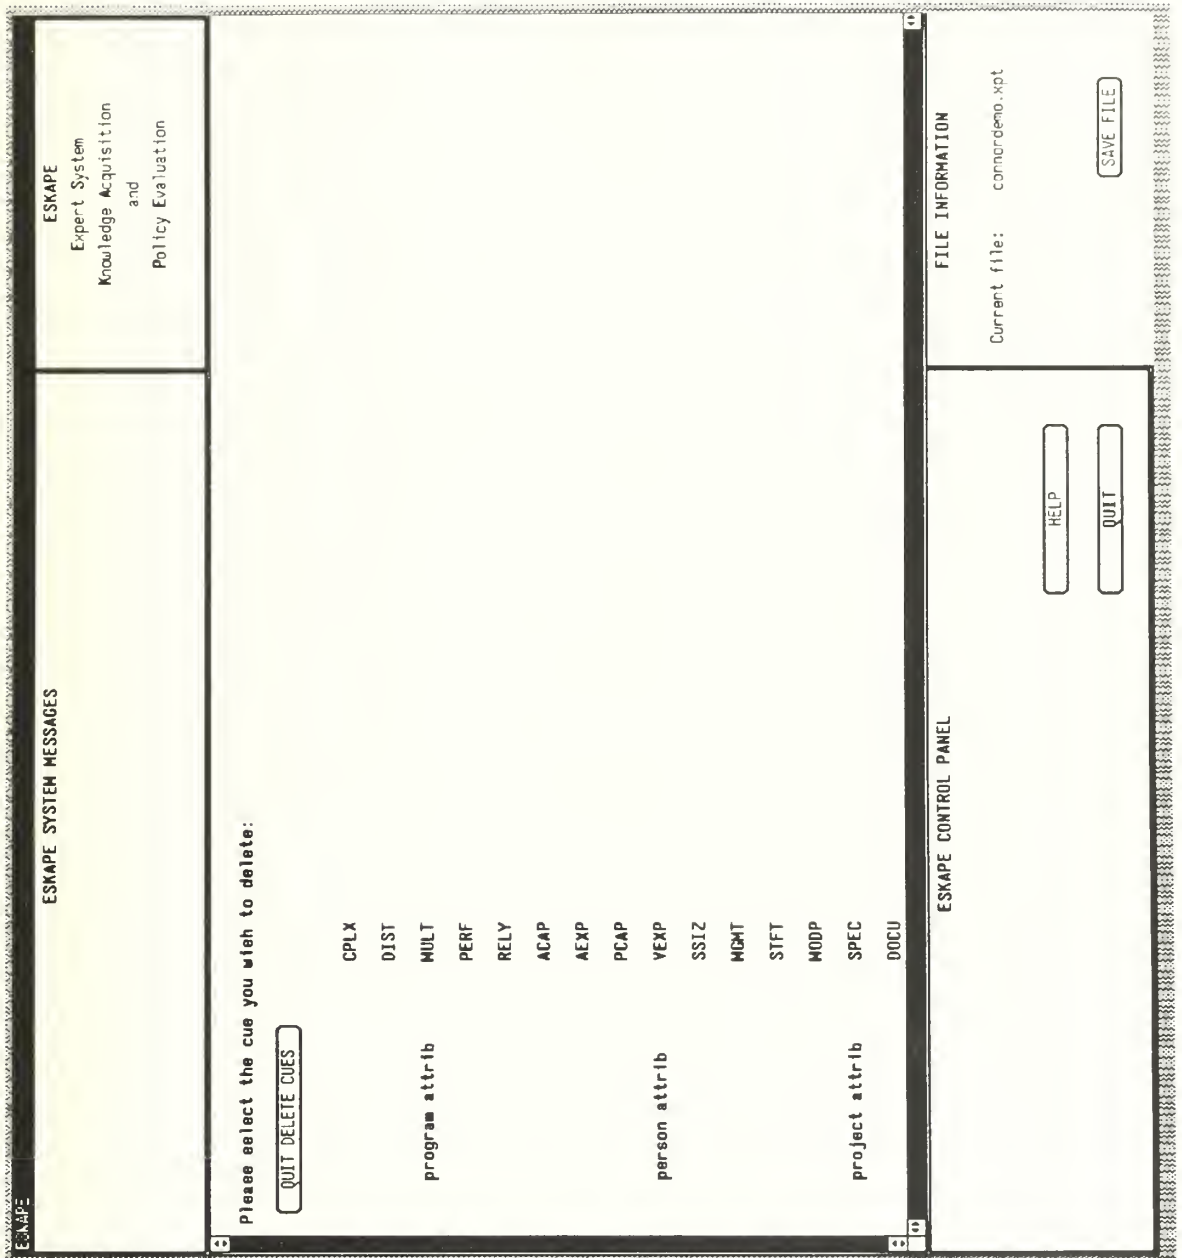 ESKAPE
ESKAPE SYSTEM MESSAGES
ESKAPE
Expert System
Knowledge Acquisition
and
Policy Evaluation
Please select the cue you wish to delete:
QUIT DELETE CUES
CPLX
DIST
program attrib MULT
PERF
RELY
ACAP
AEXP
PCAP
person attrib VEXP
SSIZ
MGMT
STFT
MODP
project attrib SPEC
DOCU
ESKAPE CONTROL PANEL
HELP
QUIT
FILE INFORMATION
Current file: connordemo.xpt
SAVE FILE